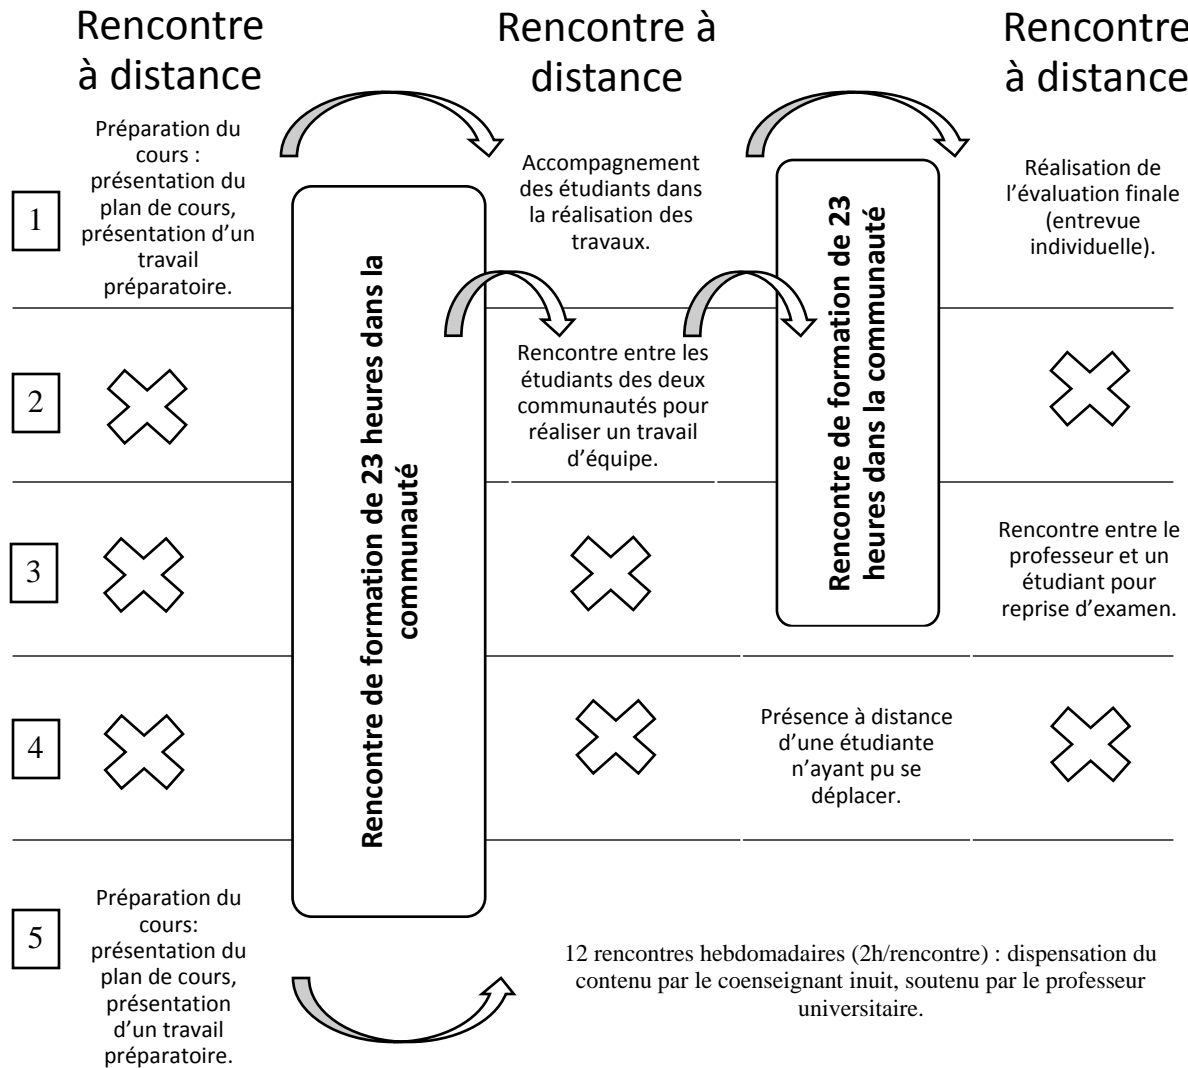 Rencontre
à distance
Rencontre à
distance
Rencontre
à distance
1
Préparation du
cours :
présentation du
plan de cours,
présentation d’un
travail
préparatoire.
Rencontre de formation de 23 heures dans la
communauté
Accompagnement
des étudiants dans
la réalisation des
travaux.
Rencontre de formation de 23
heures dans la communauté
Réalisation de
l’évaluation finale
(entrevue
individuelle).
2
Rencontre entre les
étudiants des deux
communautés pour
réaliser un travail
d’équipe.
3
Rencontre entre le
professeur et un
étudiant pour
reprise d’examen.
4
Présence à distance
d’une étudiante
n’ayant pu se
déplacer.
5
Préparation du
cours:
présentation du
plan de cours,
présentation
d’un travail
préparatoire.
12 rencontres hebdomadaires (2h/rencontre) : dispensation du
contenu par le coenseignant inuit, soutenu par le professeur
universitaire.